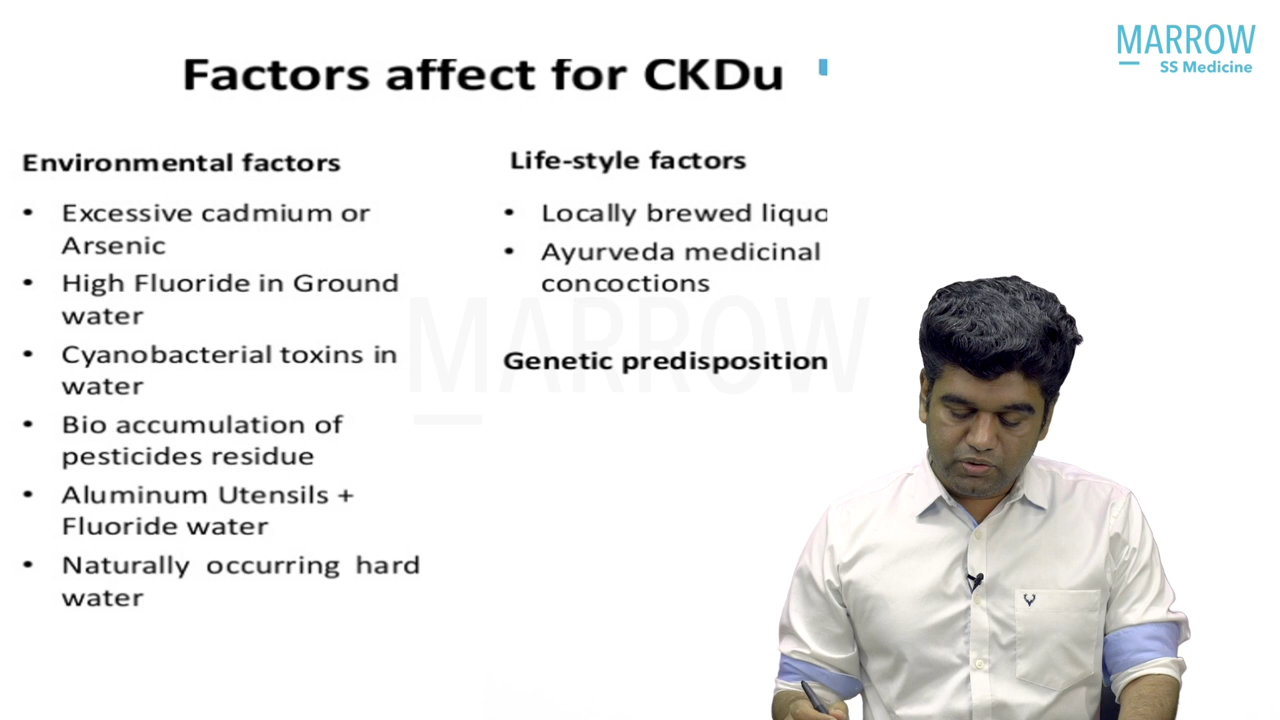 MARROW
SS Medicine
Factors affect for CKDu
Environmental factors
• Excessive cadmium or
Arsenic
• High Fluoride in Ground
water
• Cyanobacterial toxins in
water
• Bio accumulation of
pesticides residue
• Aluminum Utensils +
Fluoride water
• Naturally occurring hard
water
Life-style factors
• Locally brewed liquo
• Ayurveda medicinal
concoctions
Genetic predisposition
MARROW